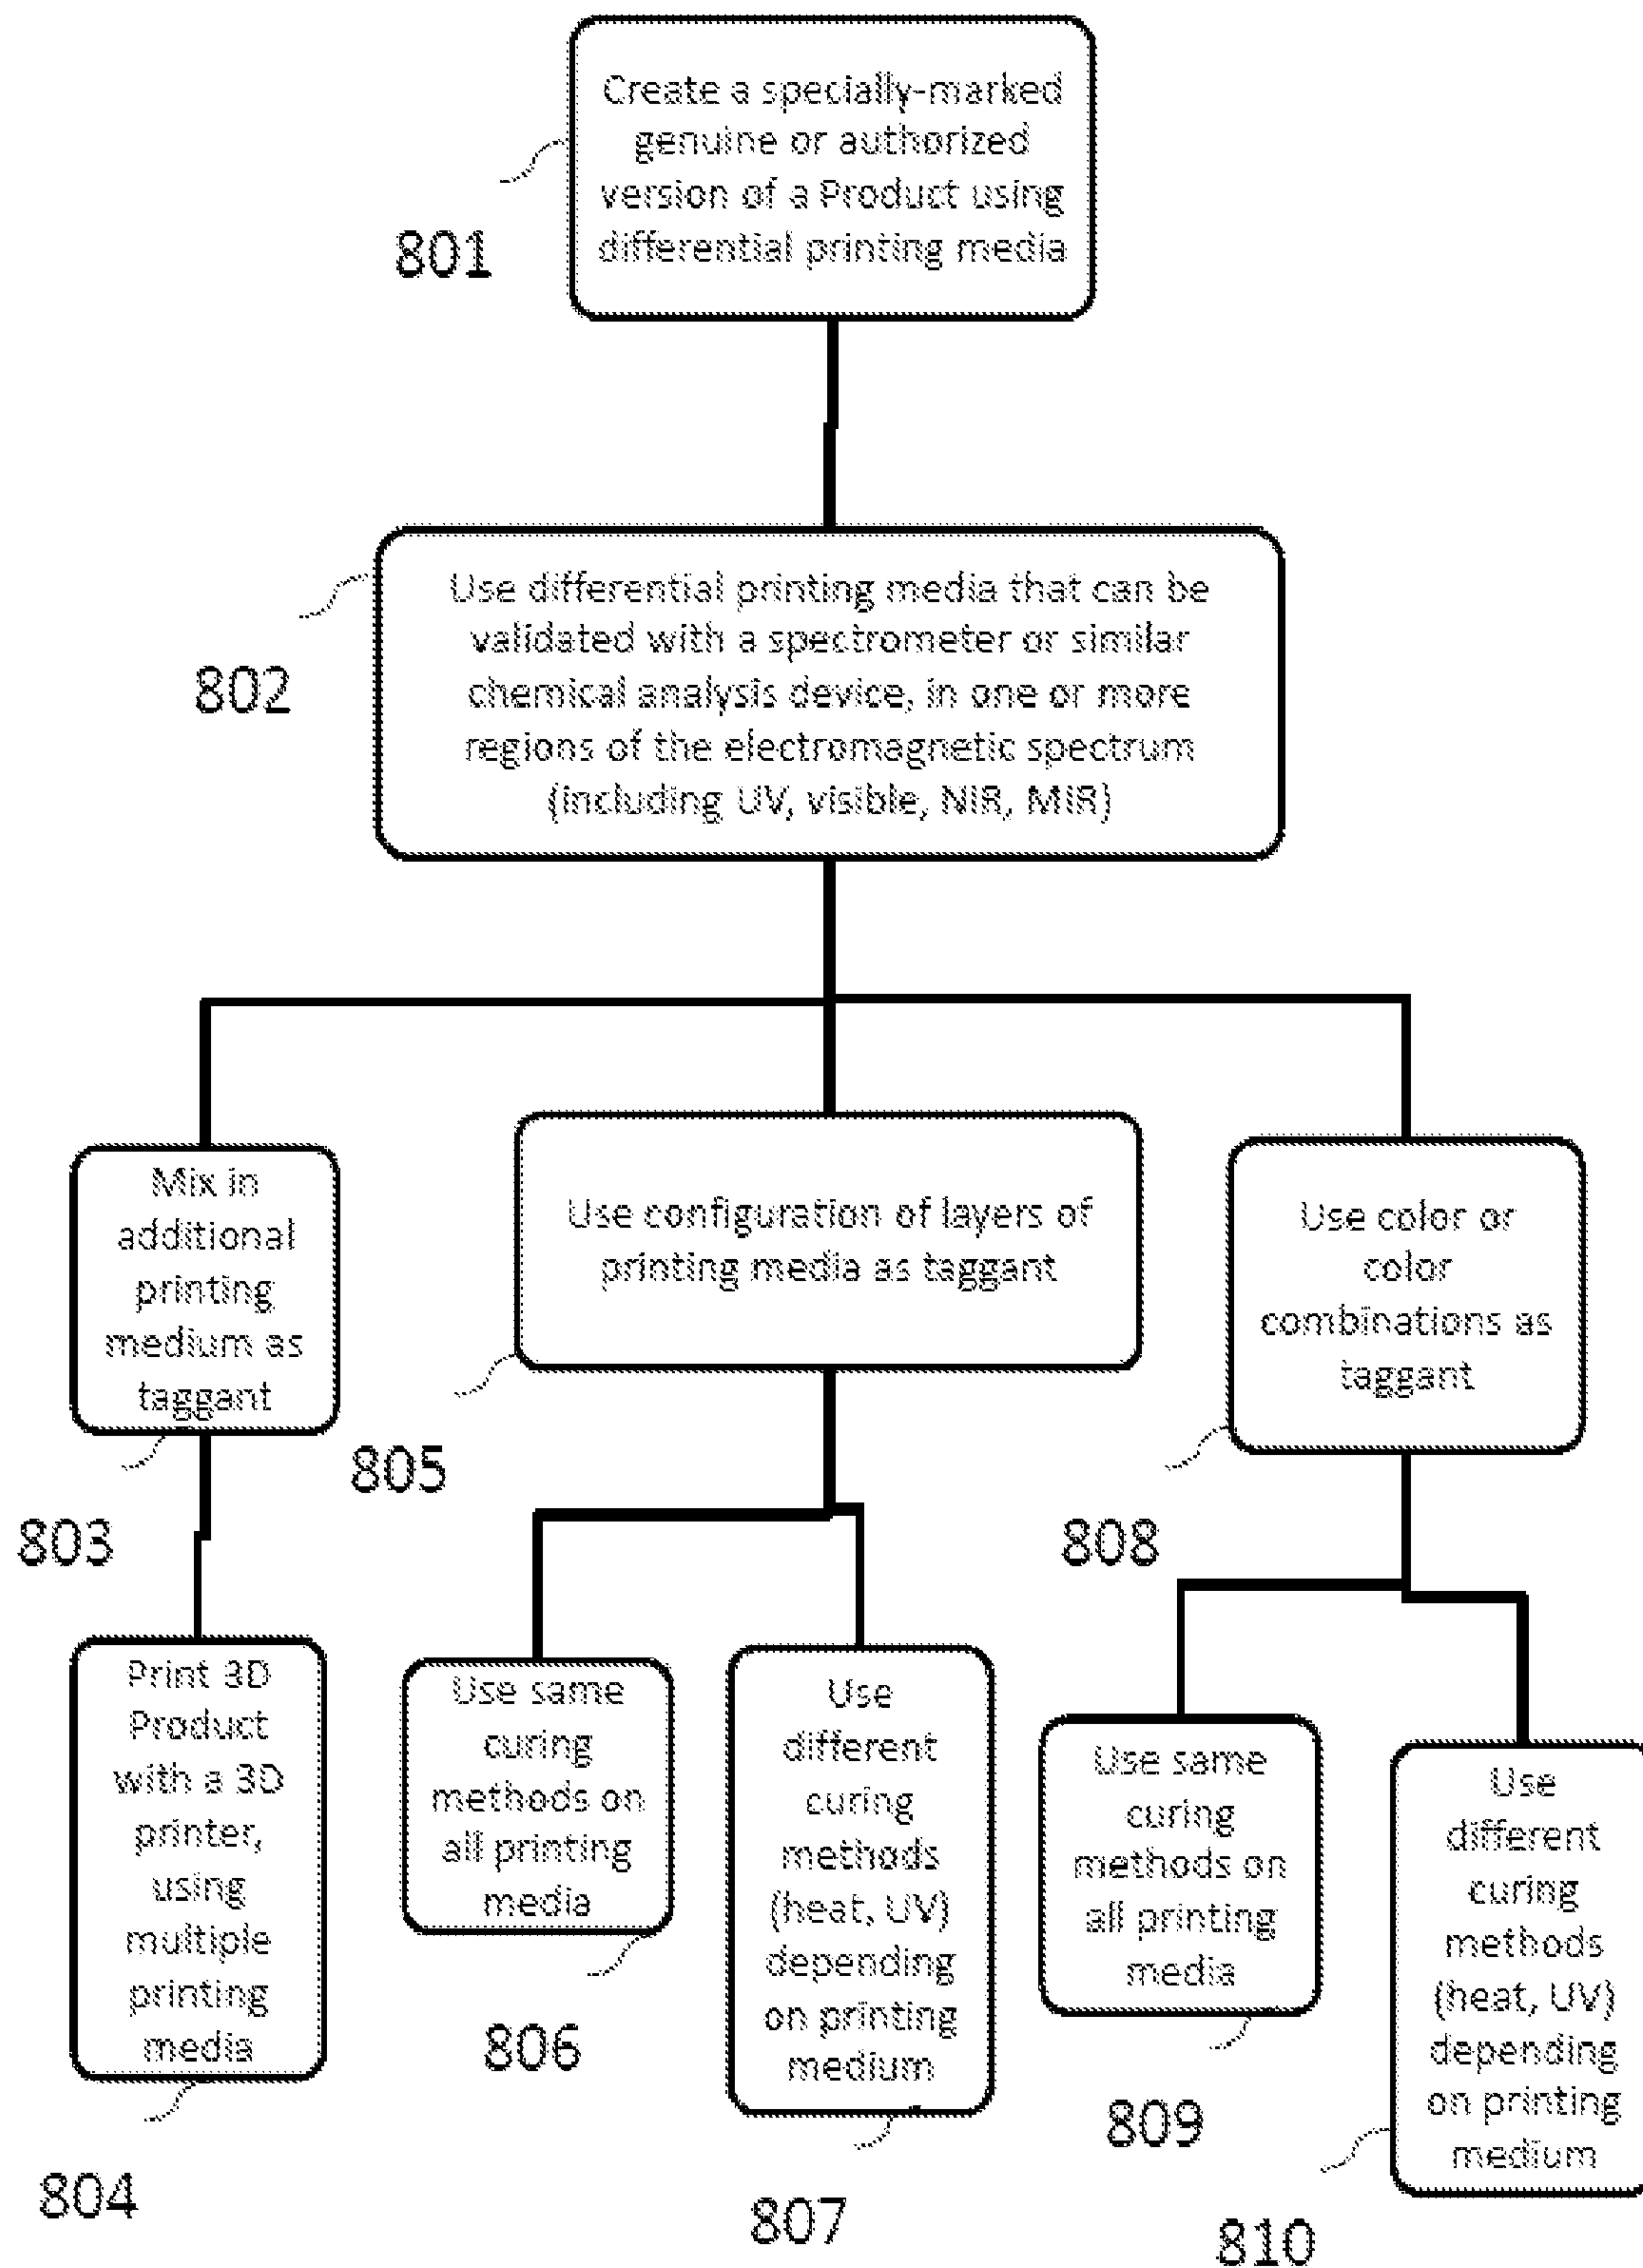 Create a specially-marked
genuine or authorized
version of a Product using
differential printing media
801
Use differential printing media that can be
validated with a spectrometer or similar
chemical analysis device, in one or more
regions of the electromagnetic spectrum
(including UV, visible, NIR, MIR)
802
Mix in
additional
printing
medium as
taggant
803
Use configuration of layers of
printing media as taggant
805
Use color or
color
combinations as
taggant
808
Print 3D
Product
with a 3D
printer,
using
multiple
printing
media
804
Use same
curing
methods on
all printing
media
806
Use
different
curing
methods
(heat, UV)
depending
on printing
medium
807
Use same
curing
methods on
all printing
media
809
Use
different
curing
methods
(heat, UV)
depending
on printing
medium
810